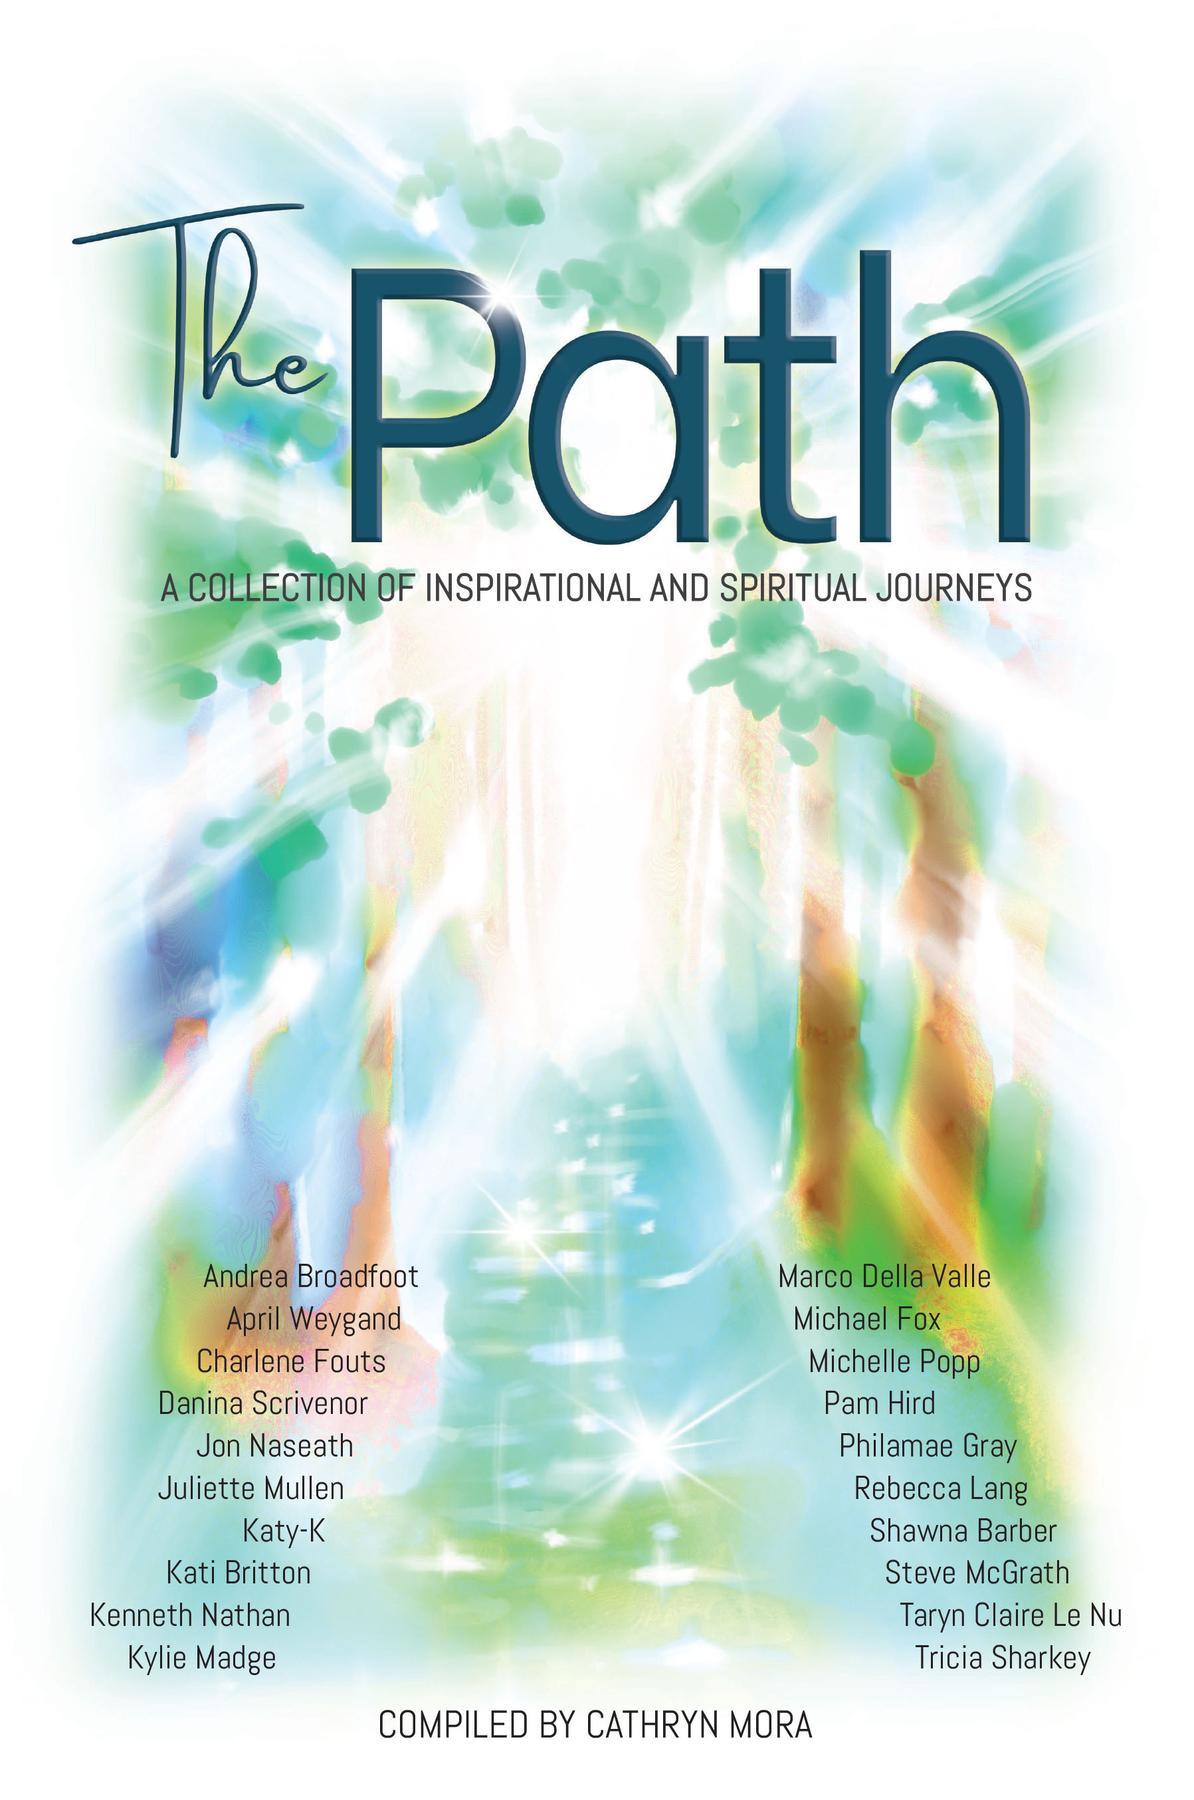 The Path
A COLLECTION OF INSPIRATIONAL AND SPIRITUAL JOURNEYS
Andrea Broadfoot
April Weygand
Charlene Fouts
Danina Scrivenor
Jon Naseath
Juliette Mullen
Katy-K
Kati Britton
Kenneth Nathan
Kylie Madge
Marco Della Valle
Michael Fox
Michelle Popp
Pam Hird
Philamae Gray
Rebecca Lang
Shawna Barber
Steve McGrath
Taryn Claire Le Nu
Tricia Sharkey
COMPILED BY CATHRYN MORA